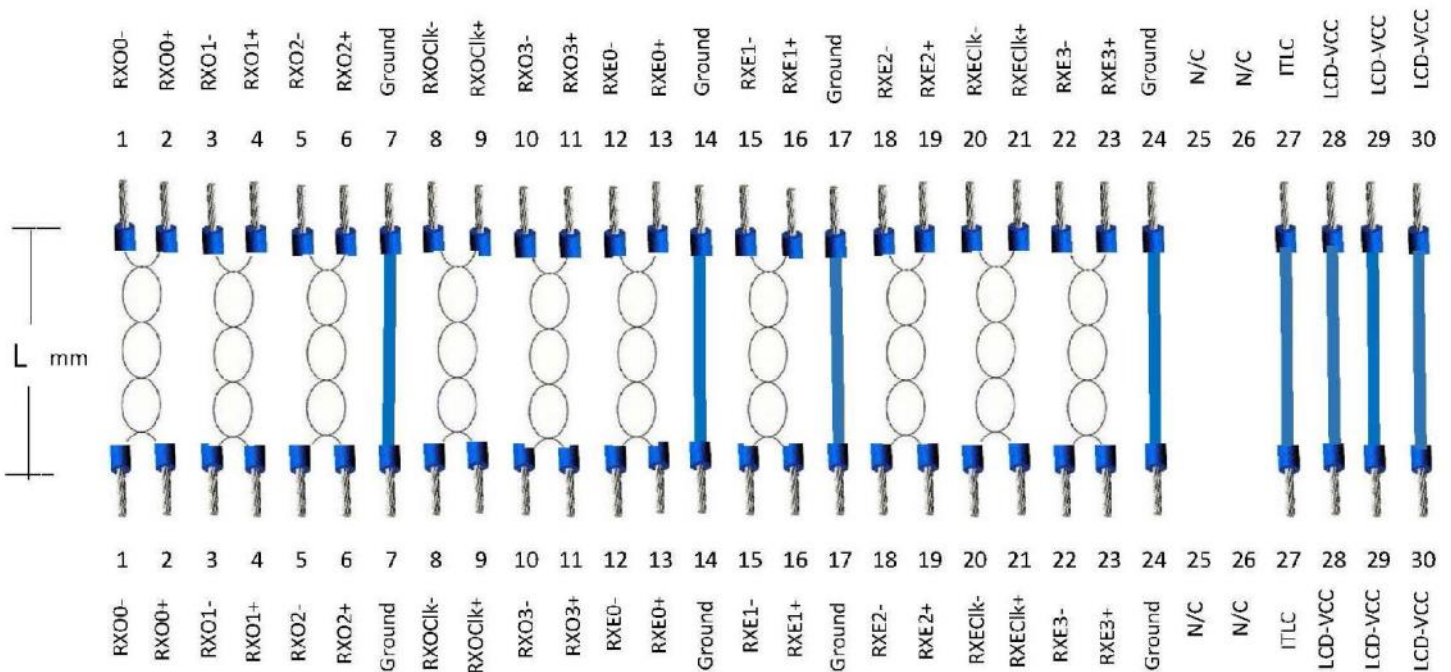 RXO0- RXO0+ RXO1- RXO1+ RXO2- RXO2+ Ground RXOClk- RXOClk+ RXO3- RXO3+ RXE0- RXE0+ Ground RXE1- RXE1+ Ground RXE2- RXE2+ RXEClk- RXEClk+ RXE3- RXE3+ Ground N/C N/C ITLC LCD-VCC LCD-VCC LCD-VCC
1 2 3 4 5 6 7 8 9 10 11 12 13 14 15 16 17 18 19 20 21 22 23 24 25 26 27 28 29 30
L mm
1 2 3 4 5 6 7 8 9 10 11 12 13 14 15 16 17 18 19 20 21 22 23 24 25 26 27 28 29 30
RXO0- RXO0+ RXO1- RXO1+ RXO2- RXO2+ Ground RXOClk- RXOClk+ RXO3- RXO3+ RXE0- RXE0+ Ground RXE1- RXE1+ Ground RXE2- RXE2+ RXEClk- RXEClk+ RXE3- RXE3+ Ground N/C N/C ITLC LCD-VCC LCD-VCC LCD-VCC